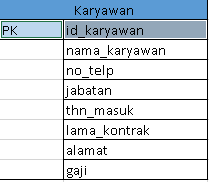 Karyawan
PK id_karyawan
nama_karyawan
no_telp
jabatan
thn_masuk
lama_kontrak
alamat
gaji